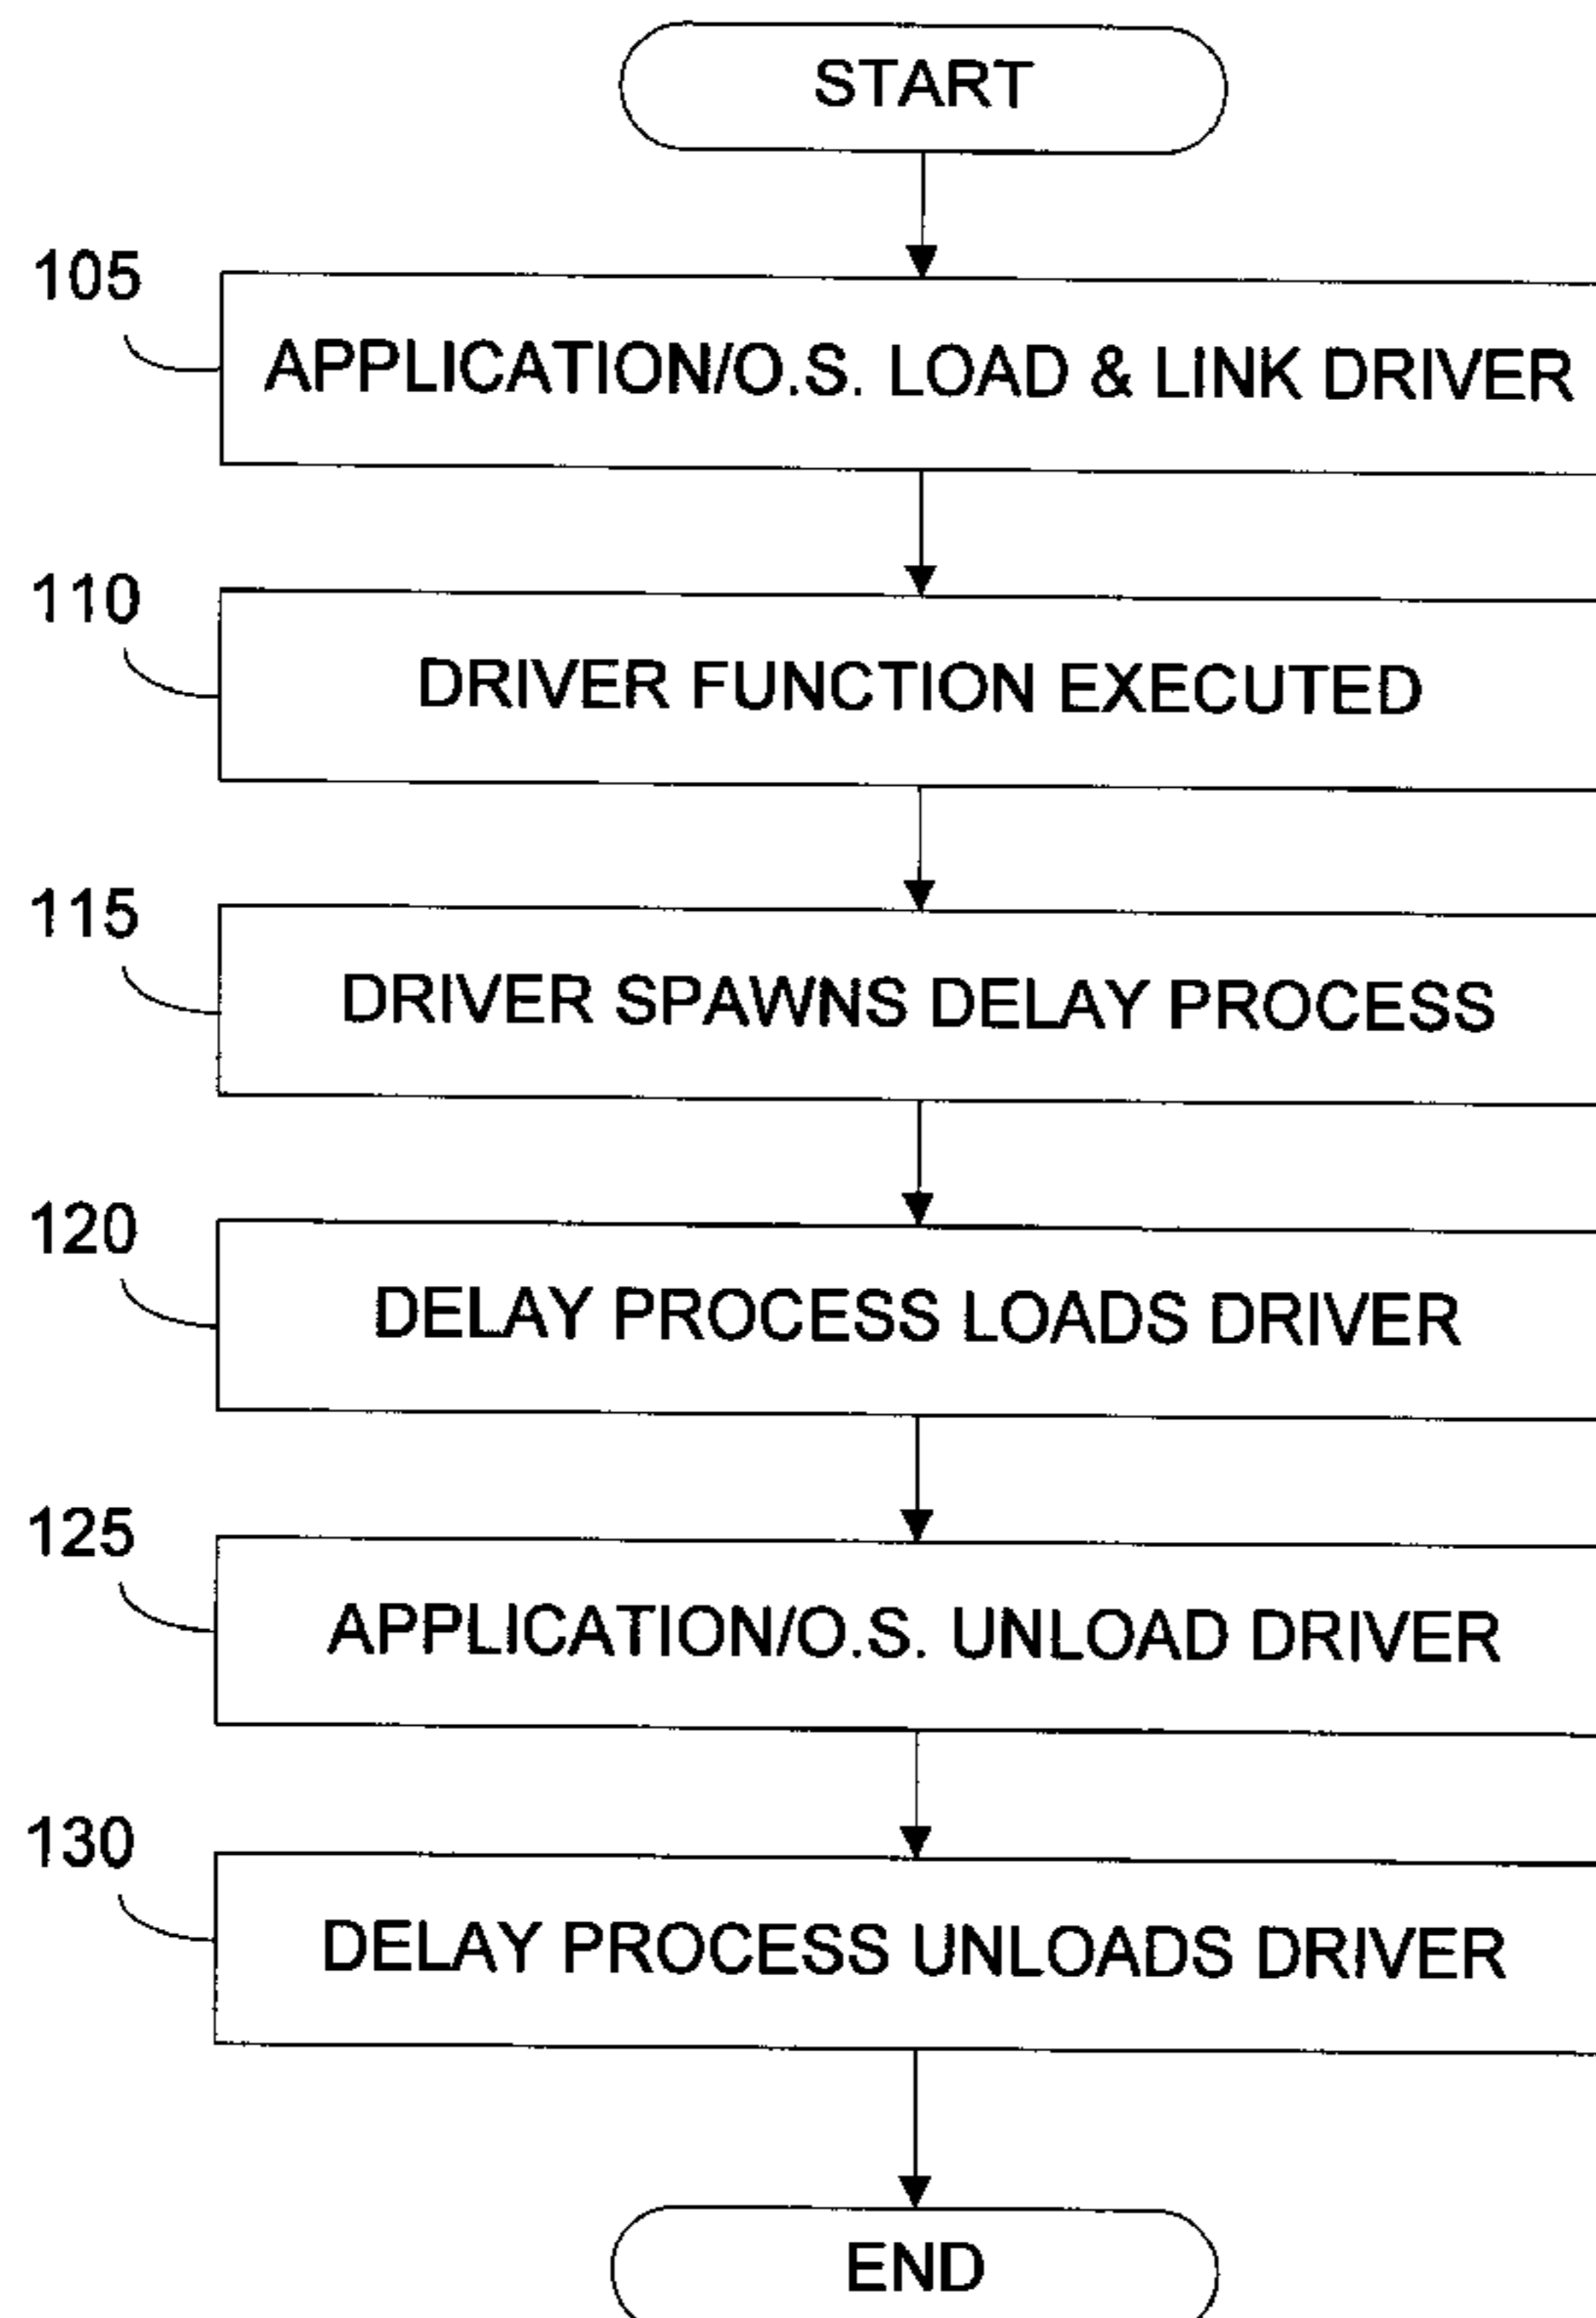 START
105
APPLICATION/O.S. LOAD & LINK DRIVER
110
DRIVER FUNCTION EXECUTED
115
DRIVER SPAWNS DELAY PROCESS
120
DELAY PROCESS LOADS DRIVER
125
APPLICATION/O.S. UNLOAD DRIVER
130
DELAY PROCESS UNLOADS DRIVER
END